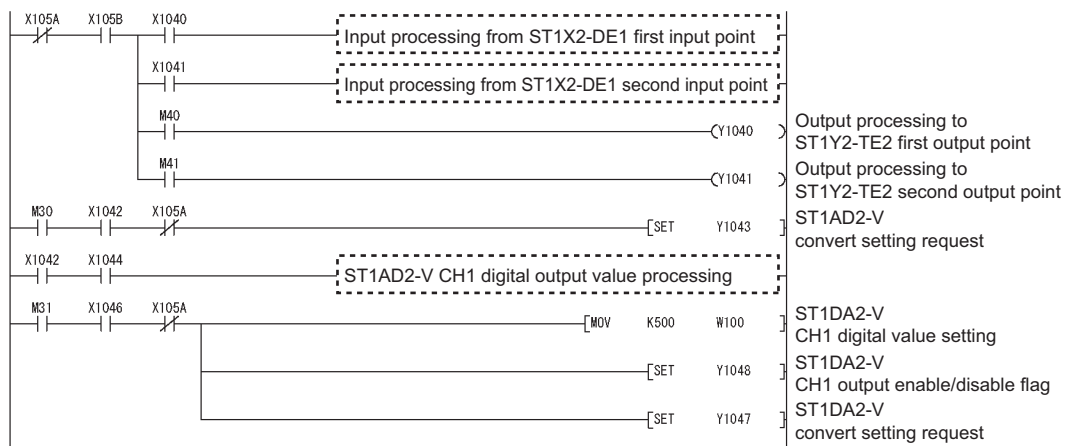 X105A X105B X1040
Input processing from ST1X2-DE1 first input point
X1041
Input processing from ST1X2-DE1 second input point
M40
Y1040
Output processing to
ST1Y2-TE2 first output point
M41
Y1041
Output processing to
ST1Y2-TE2 second output point
M30 X1042 X105A
SET Y1043
ST1AD2-V
convert setting request
X1042 X1044
ST1AD2-V CH1 digital output value processing
M31 X1046 X105A
MOV K500 W100
ST1DA2-V
CH1 digital value setting
SET Y1048
ST1DA2-V
CH1 output enable/disable flag
SET Y1047
ST1DA2-V
convert setting request